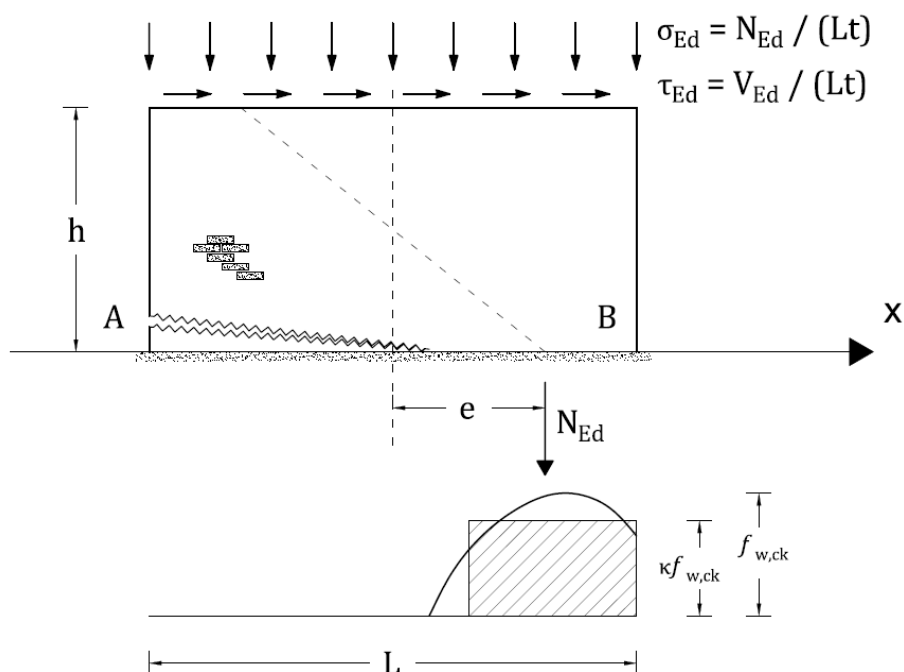 σEd = NEd / (Lt)
τEd = VEd / (Lt)
h
A
B
x
e
NEd
κfw,ck
fw,ck
L